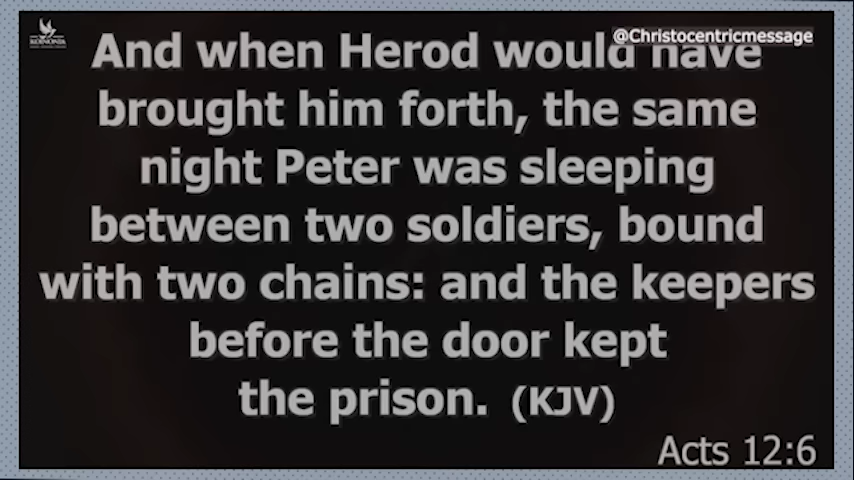 KOINONIA
@Christocentricmessage
And when Herod would have
brought him forth, the same
night Peter was sleeping
between two soldiers, bound
with two chains: and the keepers
before the door kept
the prison. (KJV)
Acts 12:6